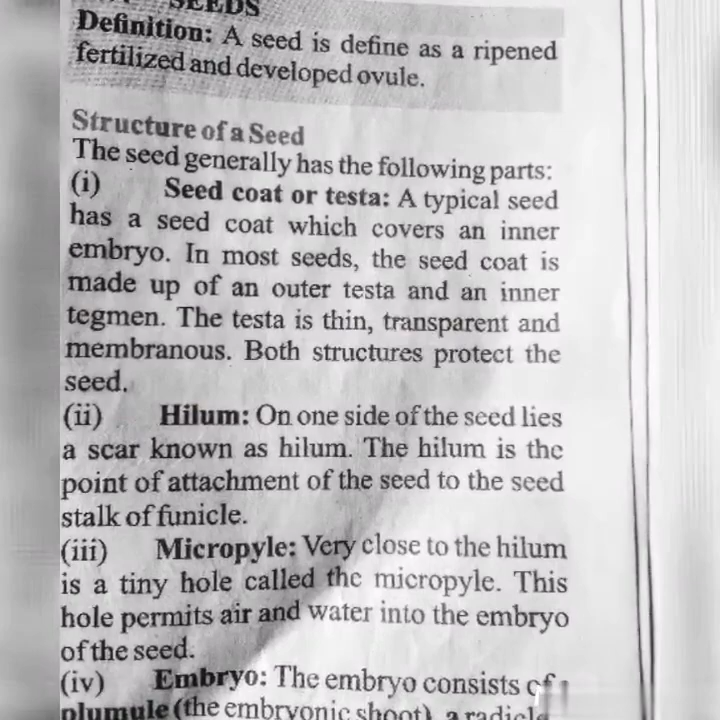 SEEDS
Definition: A seed is define as a ripened
fertilized and developed ovule.
Structure of a Seed
The seed generally has the following parts:
(i) Seed coat or testa: A typical seed
has a seed coat which covers an inner
embryo. In most seeds, the seed coat is
made up of an outer testa and an inner
tegmen. The testa is thin, transparent and
membranous. Both structures protect the
seed.
(ii) Hilum: On one side of the seed lies
a scar known as hilum. The hilum is the
point of attachment of the seed to the seed
stalk of funicle.
(iii) Micropyle: Very close to the hilum
is a tiny hole called the micropyle. This
hole permits air and water into the embryo
of the seed.
(iv) Embryo: The embryo consists of
plumule (the embryonic shoot), a radicle